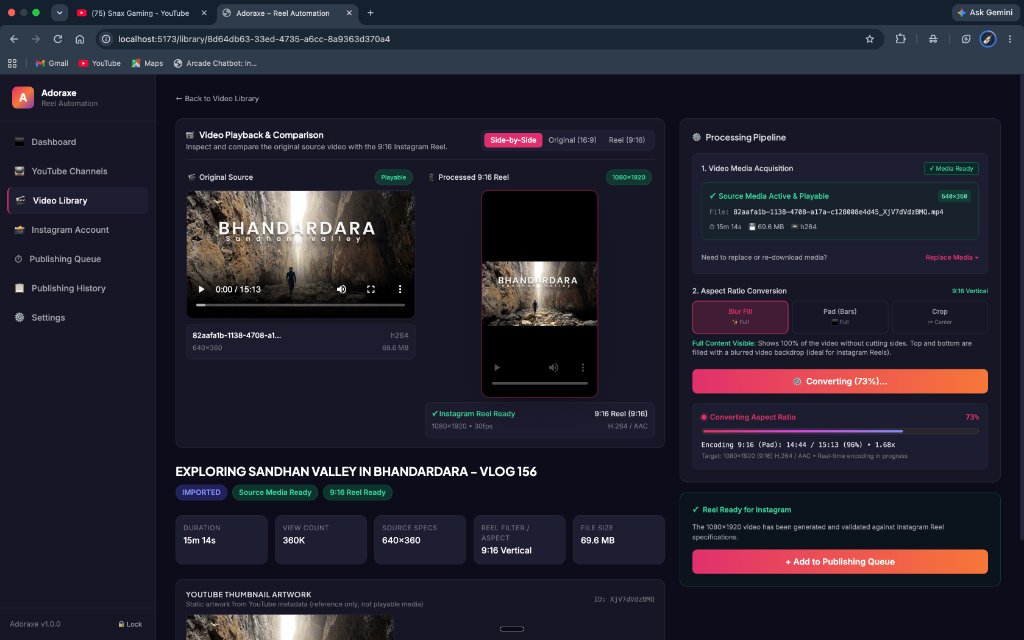 (75) Snax Gaming - YouTube
Adoraxe – Reel Automation
Ask Gemini
localhost:5173/library/8d64db63-33ed-4735-a6cc-8a9363d370a4
Gmail
YouTube
Maps
Arcade Chatbot: In...
A
Adoraxe
Reel Automation
Dashboard
YouTube Channels
Video Library
Instagram Account
Publishing Queue
Publishing History
Settings
Adoraxe v1.0.0
Lock
← Back to Video Library
Video Playback & Comparison
Inspect and compare the original source video with the 9:16 Instagram Reel.
Side-by-Side
Original (16:9)
Reel (9:16)
Original Source
Playable
BHANDARDARA
Sandhan valley
0:00 / 15:13
82aafa1b-1138-4708-a1...
h264
640×360
69.6 MB
Processed 9:16 Reel
1080×1920
BHANDARDARA
Sandhan valley
✓ Instagram Reel Ready
9:16 Reel (9:16)
1080×1920 • 30fps
H.264 / AAC
EXPLORING SANDHAN VALLEY IN BHANDARDARA – VLOG 156
IMPORTED
Source Media Ready
9:16 Reel Ready
DURATION
15m 14s
VIEW COUNT
360K
SOURCE SPECS
640×360
REEL FILTER /
ASPECT
9:16 Vertical
FILE SIZE
69.6 MB
YOUTUBE THUMBNAIL ARTWORK
Static artwork from YouTube metadata (reference only, not playable media)
ID: XjV7dVdzBMQ
Processing Pipeline
1. Video Media Acquisition
✓ Media Ready
✓ Source Media Active & Playable
640×360
File: 82aafa1b-1138-4708-a17a-c128008e4d45_XjV7dVdzBMQ.mp4
15m 14s
69.6 MB
h264
Need to replace or re-download media?
Replace Media
2. Aspect Ratio Conversion
9:16 Vertical
Blur Fill
Full
Pad (Bars)
Full
Crop
Center
Full Content Visible: Shows 100% of the video without cutting sides. Top and bottom are
filled with a blurred video backdrop (ideal for Instagram Reels).
Converting (73%)...
Converting Aspect Ratio
73%
Encoding 9:16 (Pad): 14:44 / 15:13 (96%) • 1.68x
Target: 1080×1920 (9:16) H.264 / AAC • Real-time encoding in progress
✓ Reel Ready for Instagram
The 1080×1920 video has been generated and validated against Instagram Reel
specifications.
+ Add to Publishing Queue